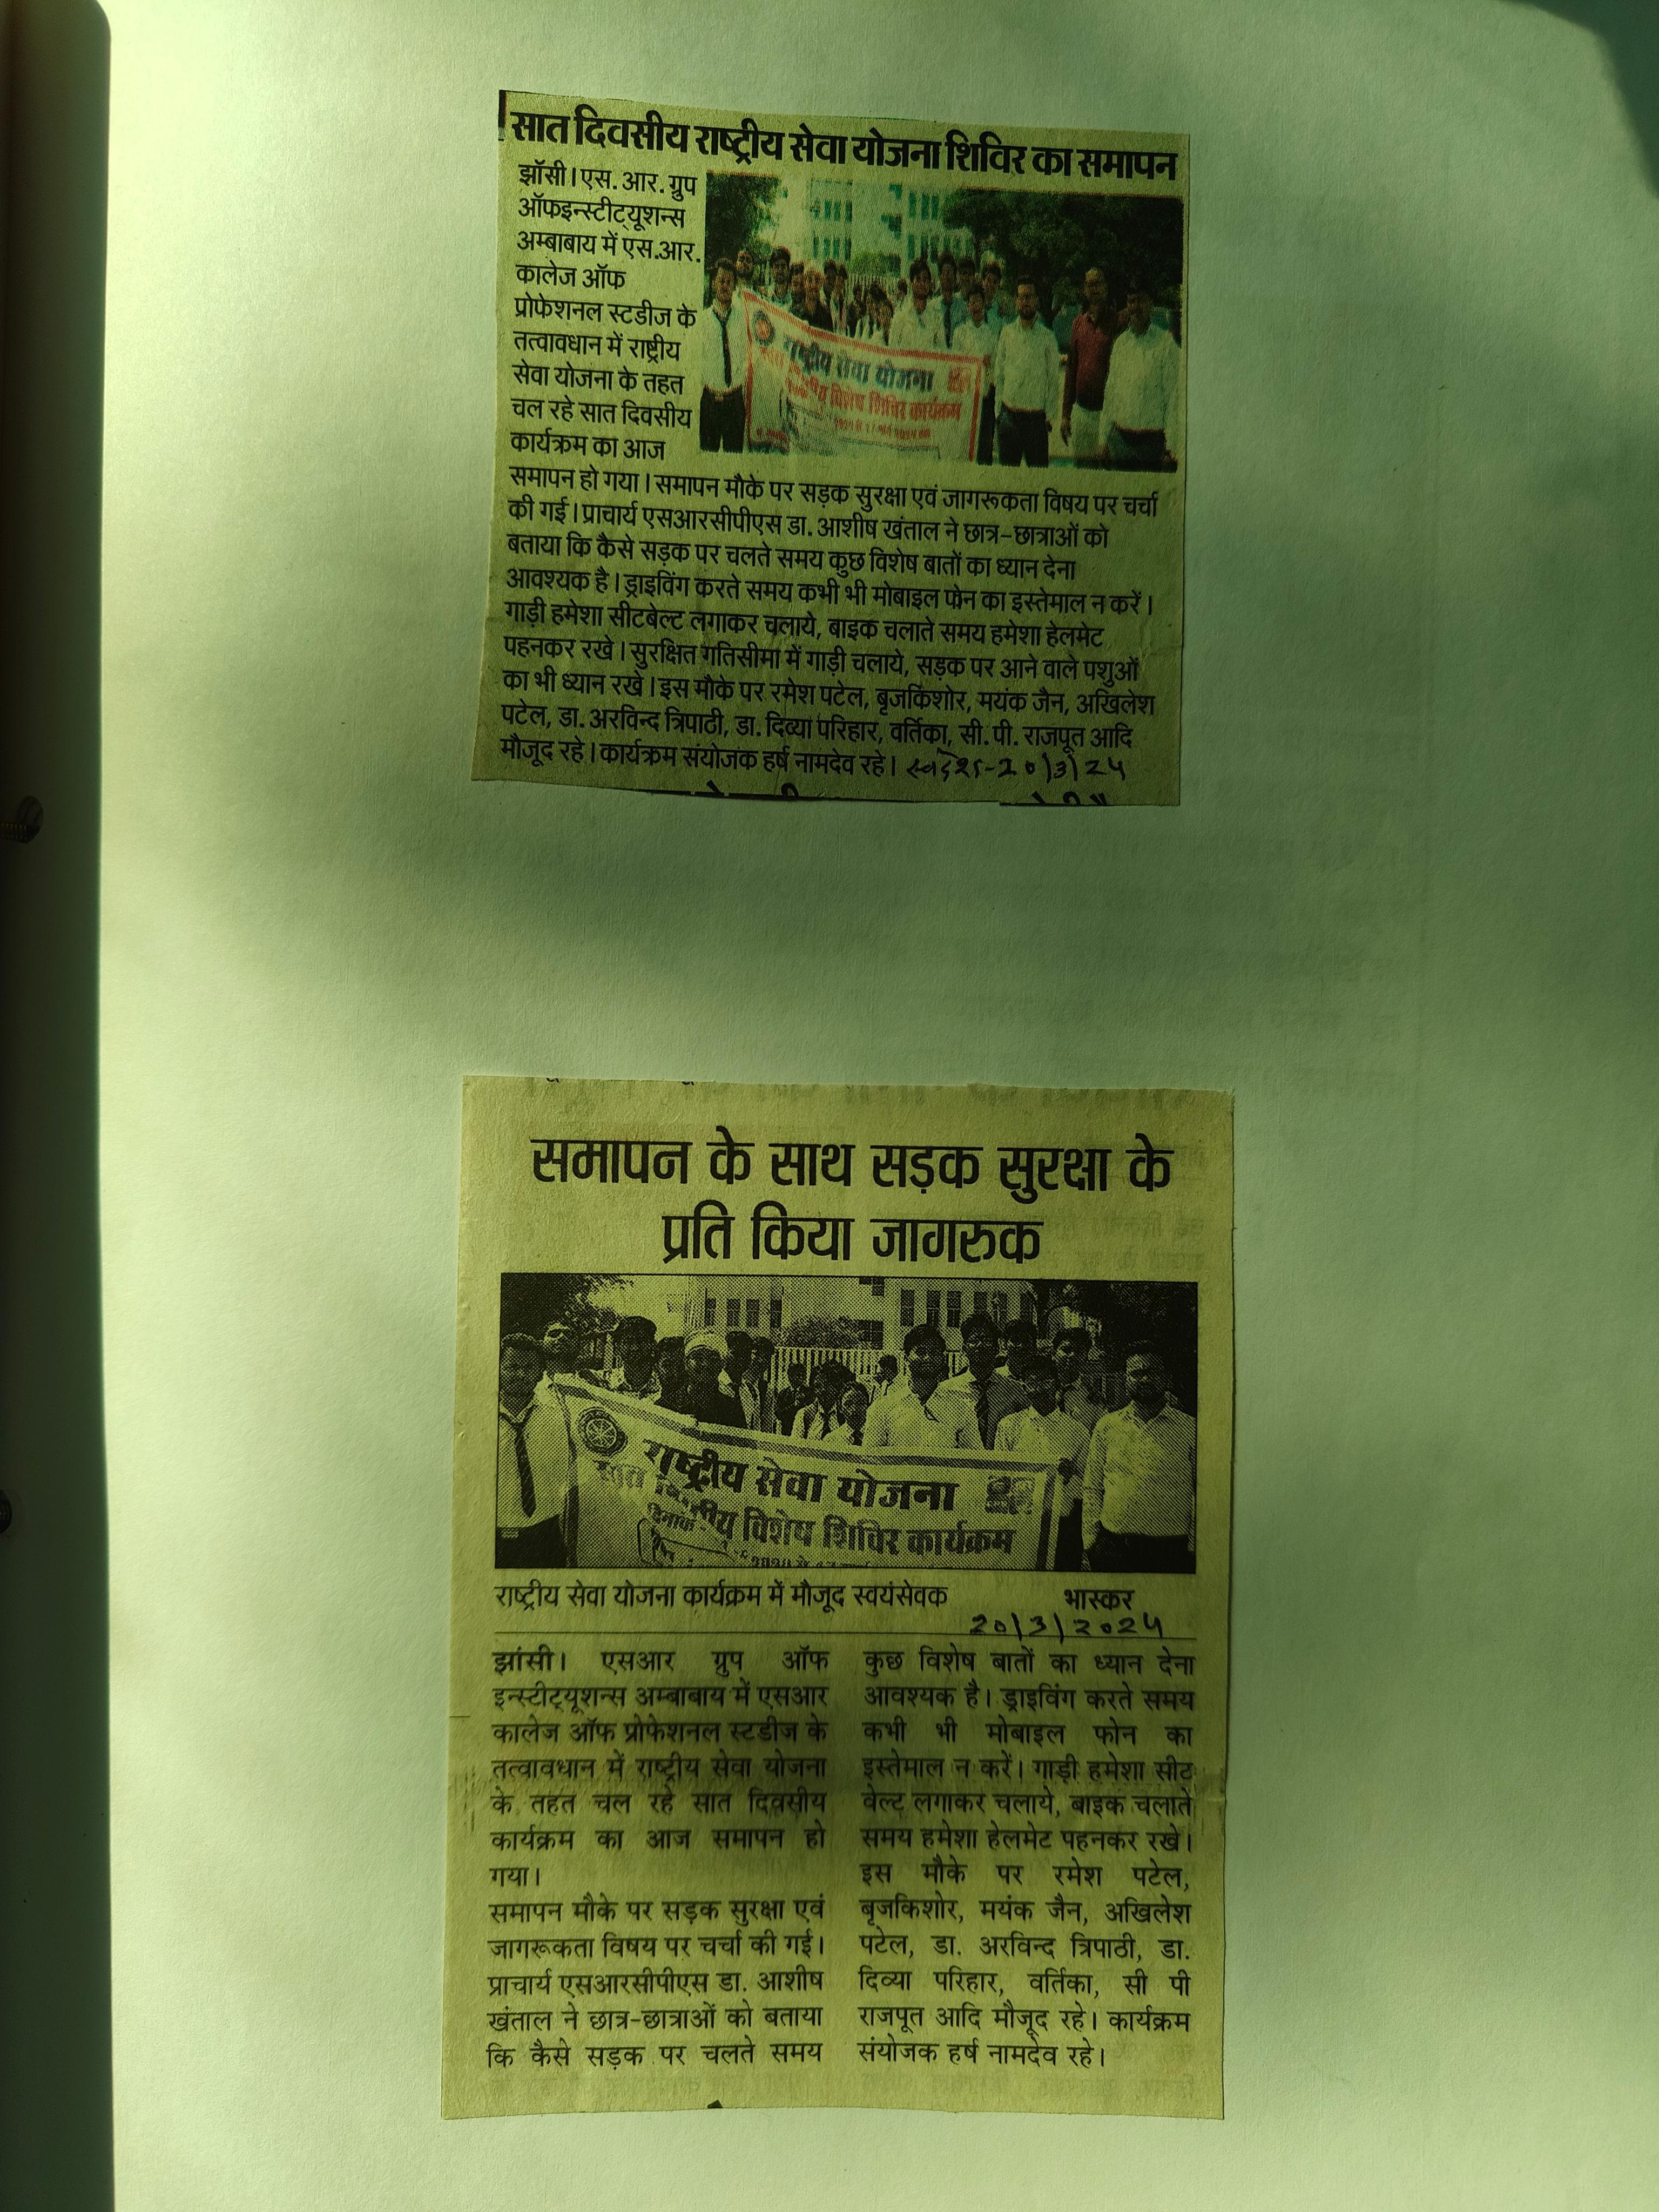 सात दिवसीय राष्ट्रीय सेवा योजना शिविर का समापन
झाँसी। एस. आर. ग्रुप
ऑफइन्स्टीट्यूशन्स
अम्बाबाय में एस.आर.
कालेज ऑफ
प्रोफेशनल स्टडीज के
तत्वावधान में राष्ट्रीय
सेवा योजना के तहत
चल रहे सात दिवसीय
कार्यक्रम का आज
राष्ट्रीय सेवा योजना
विशेष शिविर कार्यक्रम
समापन हो गया। समापन मौके पर सड़क सुरक्षा एवं जागरूकता विषय पर चर्चा
की गई। प्राचार्य एसआरसीपीएस डा. आशीष खंताल ने छात्र-छात्राओं को
बताया कि कैसे सड़क पर चलते समय कुछ विशेष बातों का ध्यान देना
आवश्यक है। ड्राइविंग करते समय कभी भी मोबाइल फोन का इस्तेमाल न करें।
गाड़ी हमेशा सीटबेल्ट लगाकर चलाये, बाइक चलाते समय हमेशा हेलमेट
पहनकर रखे। सुरक्षित गतिसीमा में गाड़ी चलाये, सड़क पर आने वाले पशुओं
का भी ध्यान रखे। इस मौके पर रमेश पटेल, बृजकिशोर, मयंक जैन, अखिलेश
पटेल, डा. अरविन्द त्रिपाठी, डा. दिव्या परिहार, वर्तिका, सी. पी. राजपूत आदि
मौजूद रहे। कार्यक्रम संयोजक हर्ष नामदेव रहे। स्वदेश-20/3/24
समापन के साथ सड़क सुरक्षा के
प्रति किया जागरुक
राष्ट्रीय सेवा योजना
सात दिवसीय विशेष शिविर कार्यक्रम
दिनांक
राष्ट्रीय सेवा योजना कार्यक्रम में मौजूद स्वयंसेवक
भास्कर
20/3/2024
झांसी। एसआर ग्रुप ऑफ
इन्स्टीट्यूशन्स अम्बाबाय में एसआर
कालेज ऑफ प्रोफेशनल स्टडीज के
तत्वावधान में राष्ट्रीय सेवा योजना
के तहत चल रहे सात दिवसीय
कार्यक्रम का आज समापन हो
गया।
समापन मौके पर सड़क सुरक्षा एवं
जागरूकता विषय पर चर्चा की गई।
प्राचार्य एसआरसीपीएस डा. आशीष
खंताल ने छात्र-छात्राओं को बताया
कि कैसे सड़क पर चलते समय
कुछ विशेष बातों का ध्यान देना
आवश्यक है। ड्राइविंग करते समय
कभी भी मोबाइल फोन का
इस्तेमाल न करें। गाड़ी हमेशा सीट
वेल्ट लगाकर चलाये, बाइक चलाते
समय हमेशा हेलमेट पहनकर रखे।
इस मौके पर रमेश पटेल,
बृजकिशोर, मयंक जैन, अखिलेश
पटेल, डा. अरविन्द त्रिपाठी, डा.
दिव्या परिहार, वर्तिका, सी पी
राजपूत आदि मौजूद रहे। कार्यक्रम
संयोजक हर्ष नामदेव रहे।